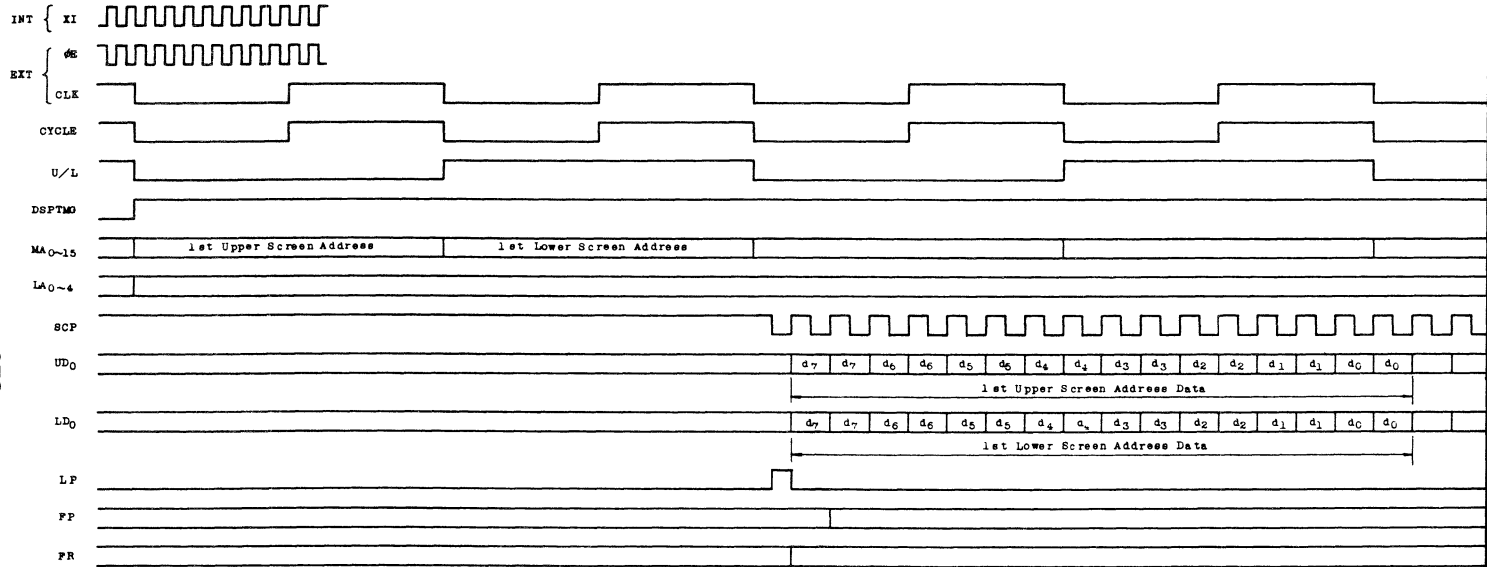 INT { XI
øE
EXT {
CLK
CYCLE
U/L
DSPTMG
MA0~15 1st Upper Screen Address 1st Lower Screen Address
LA0~4
SCP
UD0 d7 d7 d6 d6 d5 d5 d4 d4 d3 d3 d2 d2 d1 d1 d0 d0
1st Upper Screen Address Data
LD0 d7 d7 d6 d6 d5 d5 d4 d4 d3 d3 d2 d2 d1 d1 d0 d0
1st Lower Screen Address Data
LP
FP
FR